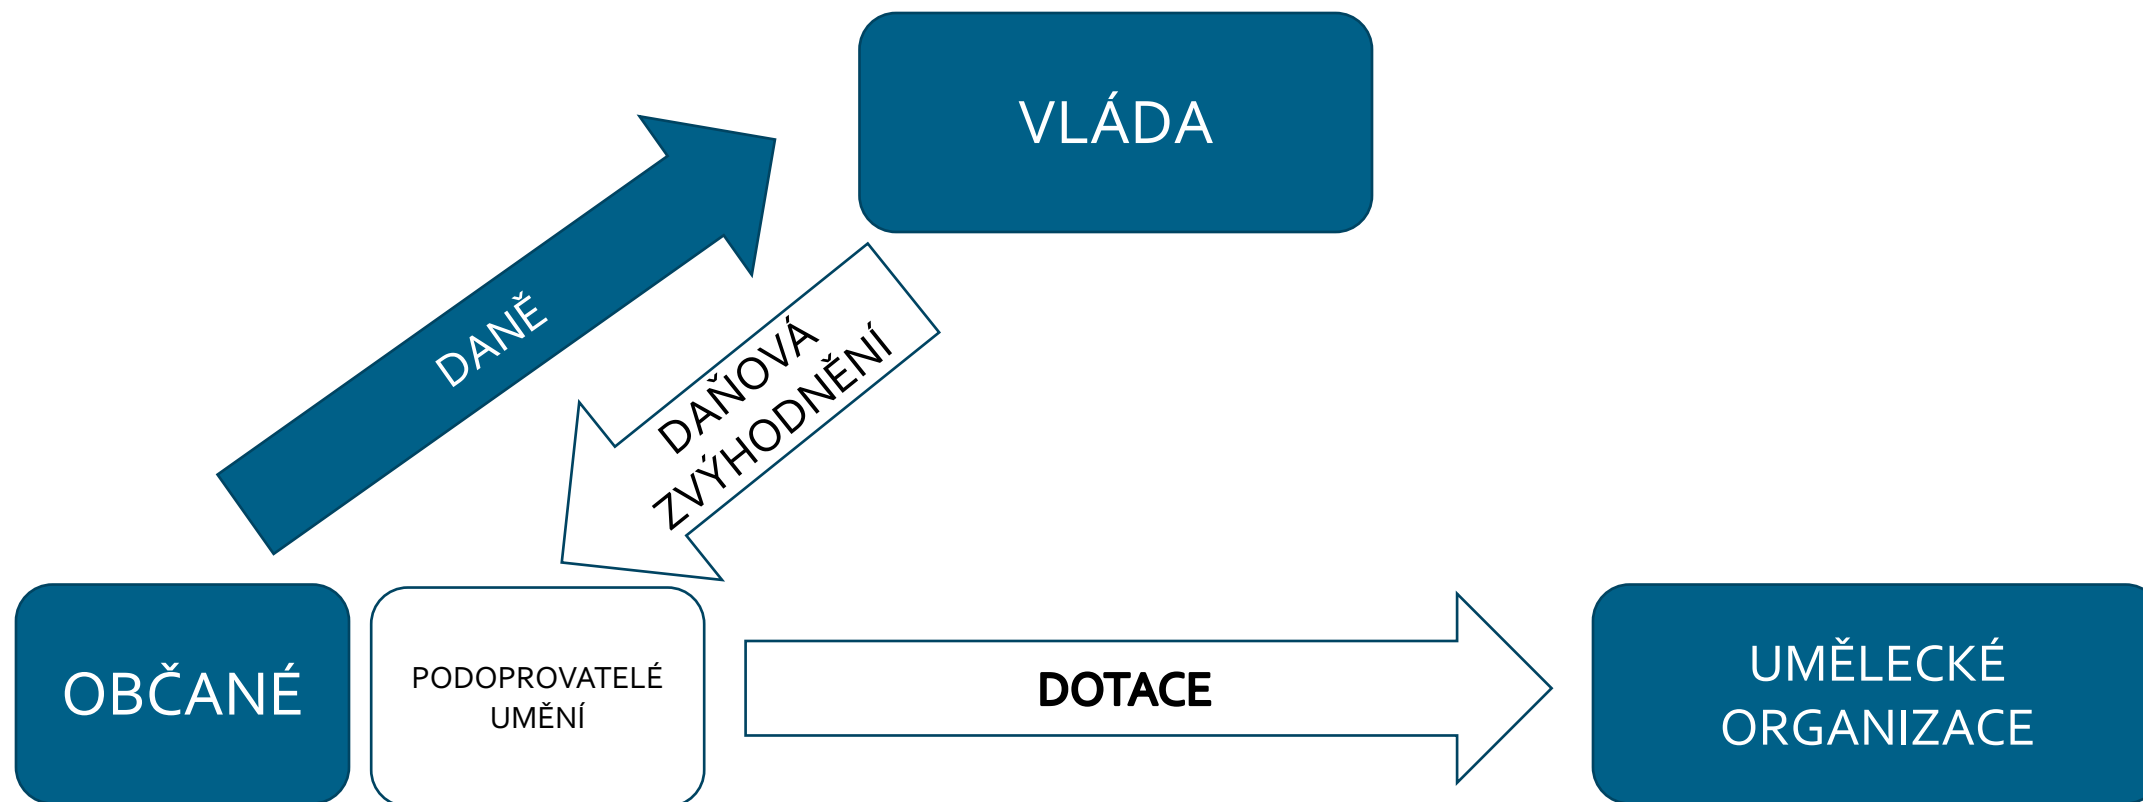 VLÁDA
DANĚ
DAŇOVÁ
ZVÝHODNĚNÍ
OBČANÉ
PODOPROVATELÉ
UMĚNÍ
DOTACE
UMĚLECKÉ
ORGANIZACE